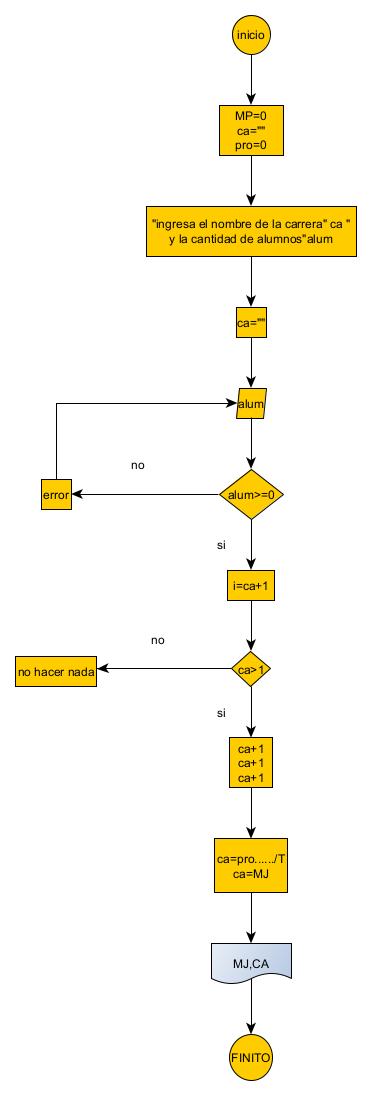 inicio
MP=0
ca=""
pro=0
"ingresa el nombre de la carrera" ca "
y la cantidad de alumnos"alum
ca=""
alum
no
error
alum>=0
si
i=ca+1
no
no hacer nada
ca>1
si
ca+1
ca+1
ca+1
ca=pro....../T
ca=MJ
MJ,CA
FINITO